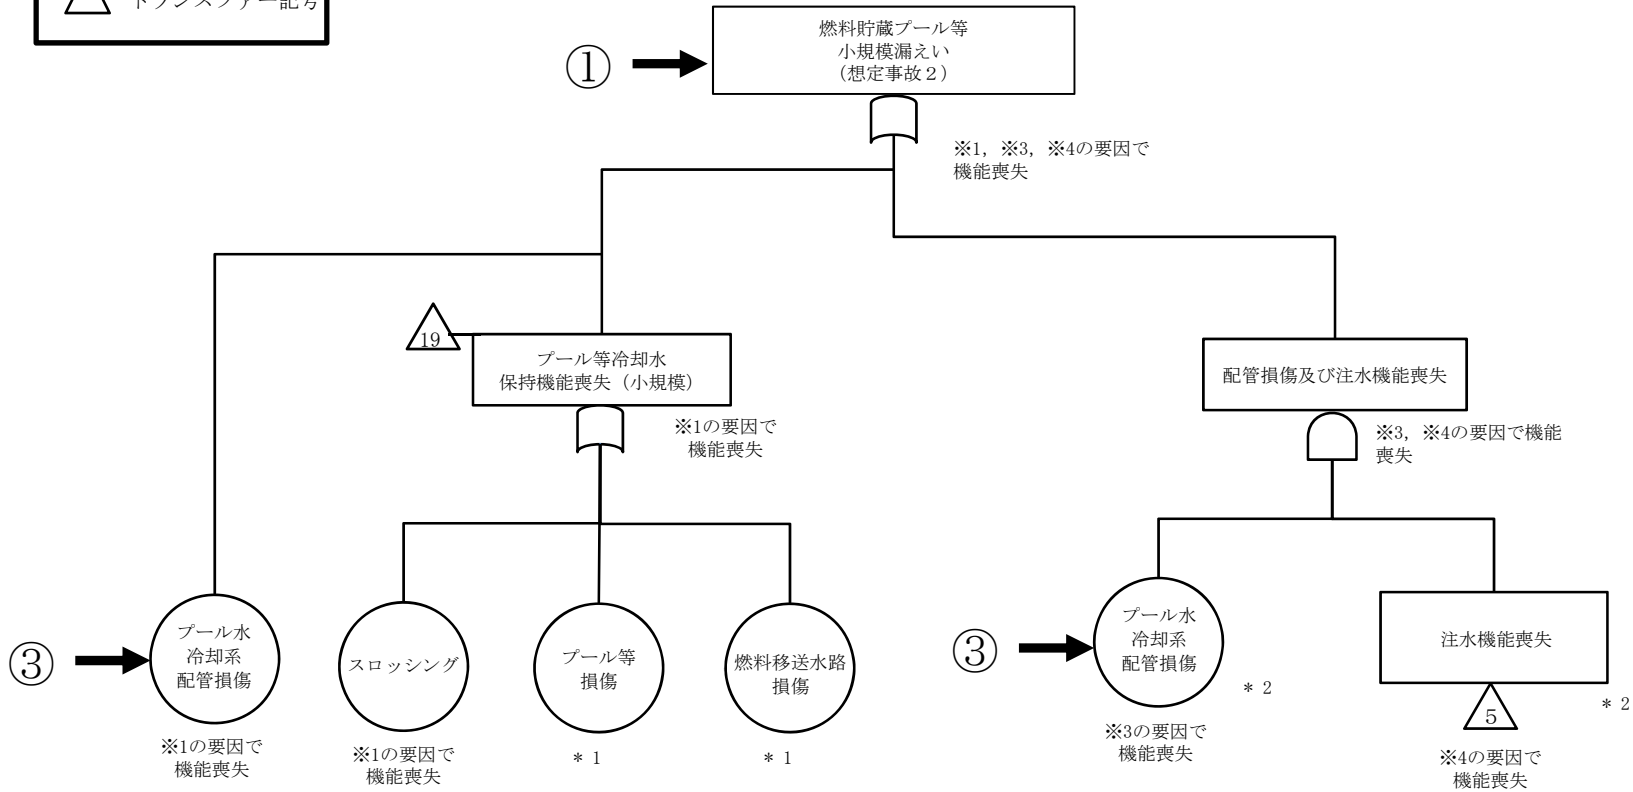 トランスファー記号
燃料貯蔵プール等
小規模漏えい
（想定事故２）
①
※1，※3，※4の要因で
機能喪失
19
プール等冷却水
保持機能喪失（小規模）
※1の要因で
機能喪失
配管損傷及び注水機能喪失
※3，※4の要因で機能
喪失
③
プール水
冷却系
配管損傷
※1の要因で
機能喪失
スロッシング
※1の要因で
機能喪失
プール等
損傷
* 1
燃料移送水路
損傷
* 1
③
プール水
冷却系
配管損傷
* 2
※3の要因で
機能喪失
注水機能喪失
* 2
5
※4の要因で
機能喪失